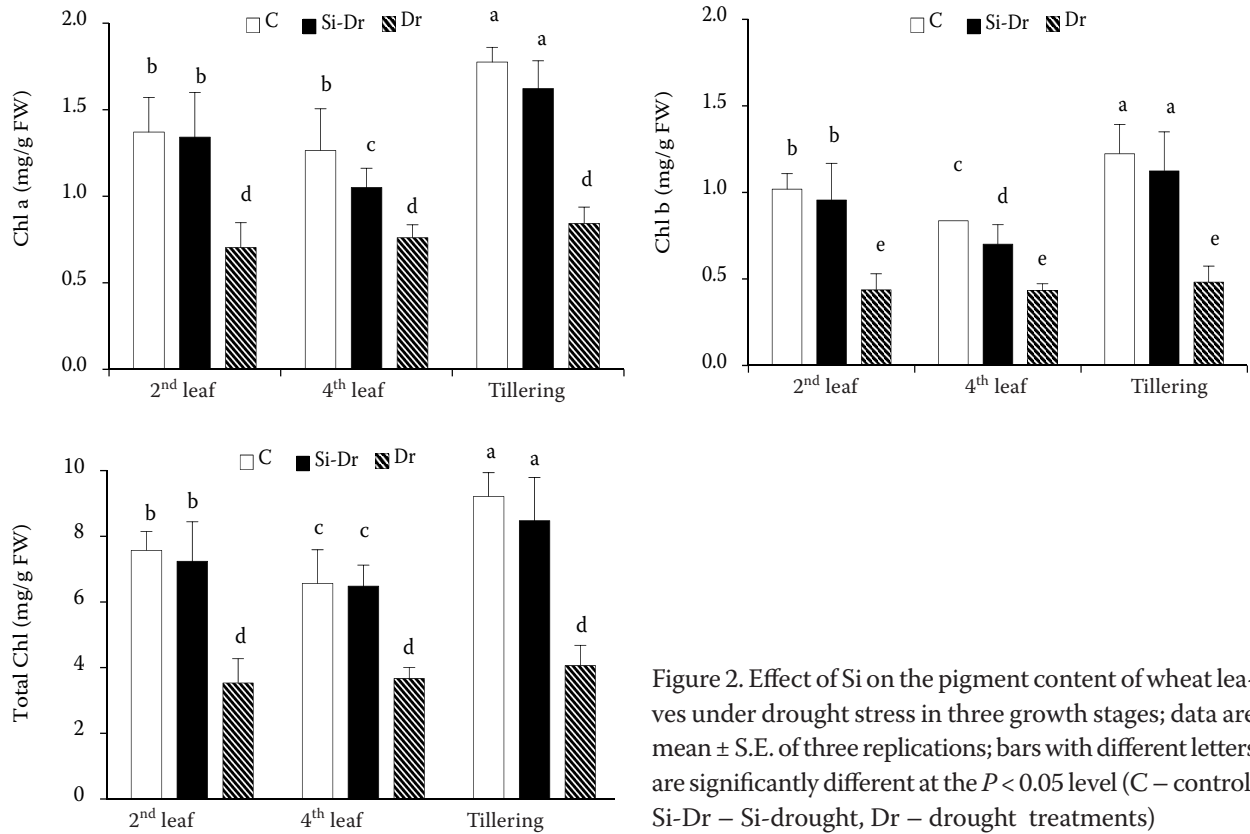 C Si-Dr Dr
2.0
1.5
1.0
0.5
0.0
Chl a (mg/g FW)
b b d
b c d
a a d
2nd leaf 4th leaf Tillering
C Si-Dr Dr
2.0
1.5
1.0
0.5
0.0
Chl b (mg/g FW)
b b e
c d e
a a e
2nd leaf 4th leaf Tillering
C Si-Dr Dr
10
8
6
4
2
0
Total Chl (mg/g FW)
b b d
c c d
a a d
2nd leaf 4th leaf Tillering
Figure 2. Effect of Si on the pigment content of wheat lea-
ves under drought stress in three growth stages; data are
mean ± S.E. of three replications; bars with different letters
are significantly different at the P < 0.05 level (C – control,
Si-Dr – Si-drought, Dr – drought treatments)